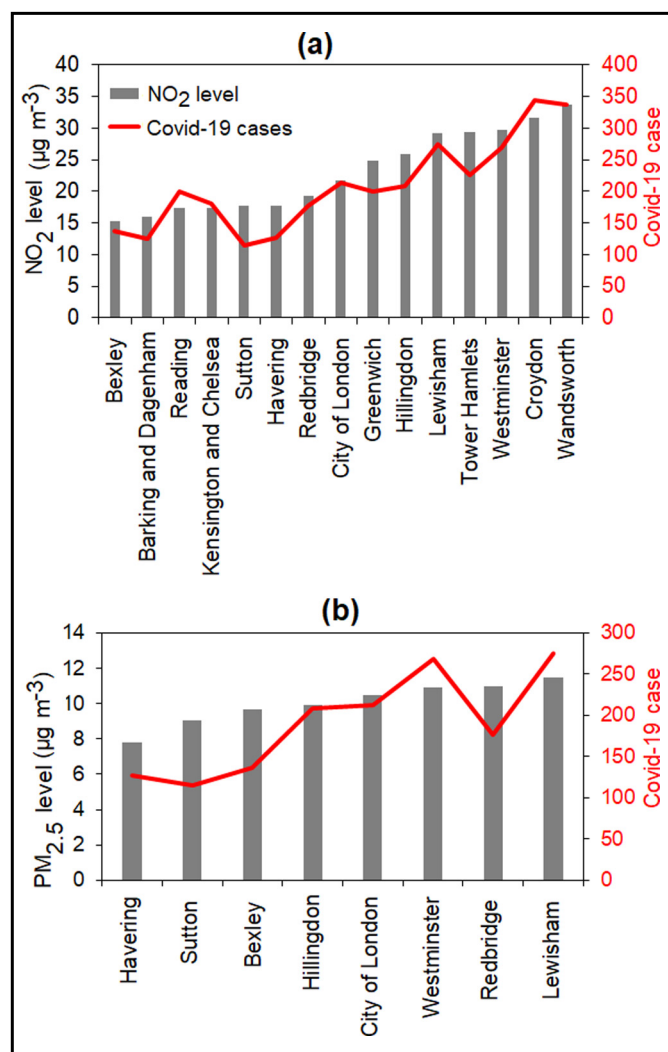 (a)
NO2 level (µg m-3)
40
35
30
25
20
15
10
5
0
NO2 level
Covid-19 cases
400
350
300
250
200
150
100
50
0
Covid-19 case
Bexley
Barking and Dagenham
Reading
Kensington and Chelsea
Sutton
Havering
Redbridge
City of London
Greenwich
Hillingdon
Lewisham
Tower Hamlets
Westminster
Croydon
Wandsworth
(b)
PM2.5 level (µg m-3)
14
12
10
8
6
4
2
0
300
250
200
150
100
50
0
Covid-19 case
Havering
Sutton
Bexley
Hillingdon
City of London
Westminster
Redbridge
Lewisham